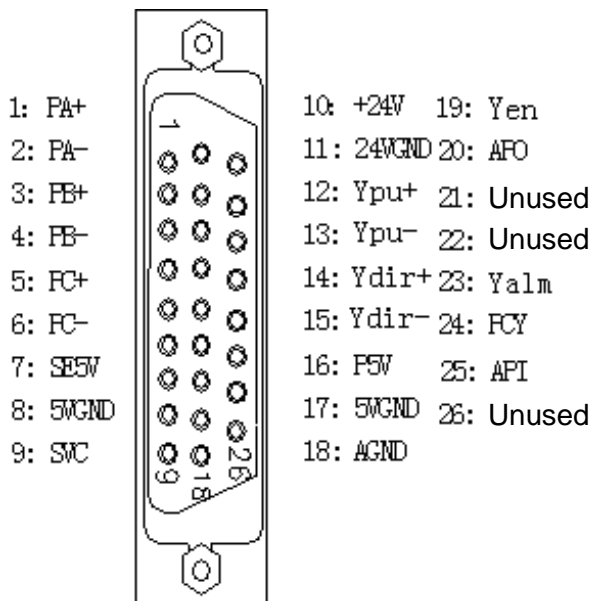 1: PA+
2: PA-
3: PB+
4: PB-
5: PC+
6: PC-
7: SE5V
8: 5VGND
9: SVC
1
9
18
26
10: +24V
11: 24VGND
12: Ypu+
13: Ypu-
14: Ydir+
15: Ydir-
16: P5V
17: 5VGND
18: AGND
19: Yen
20: APO
21: Unused
22: Unused
23: Yalm
24: PCY
25: API
26: Unused